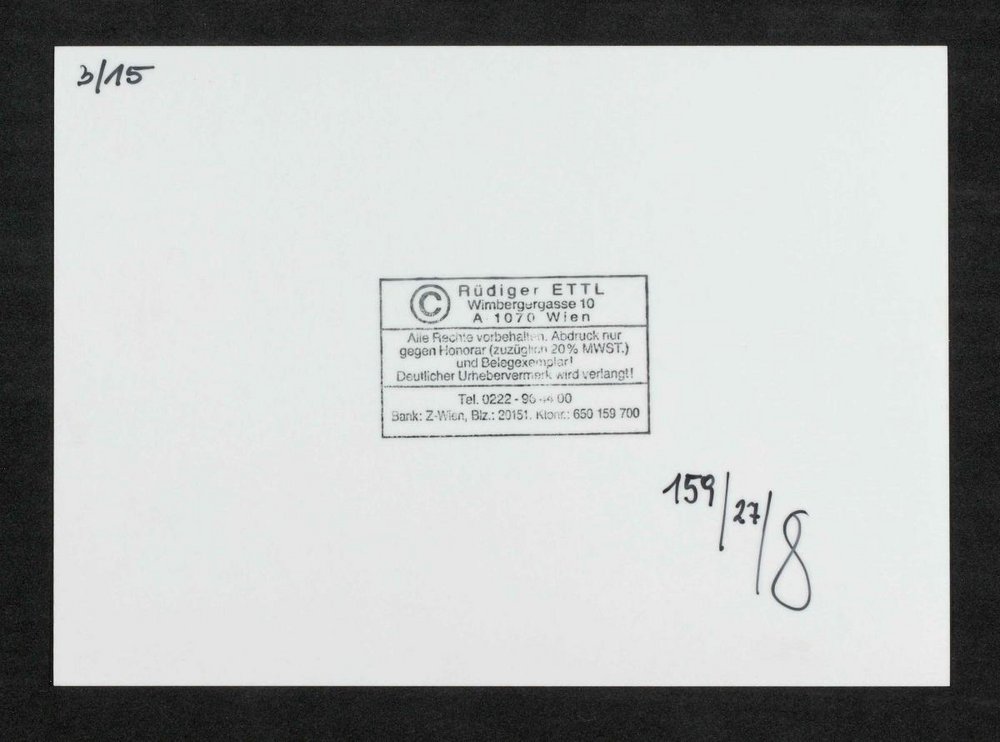 3/15
© Rüdiger ETTL
Wimbergergasse 10
A 1070 Wien
Alle Rechte vorbehalten. Abdruck nur
gegen Honorar (zuzüglich 20% MWST.)
und Belegexemplar!
Deutlicher Urhebervermerk wird verlangt!
Tel. 0222 - 00
Bank: Z-Wien, Blz.: 20151. Ktonr.: 650 159 700
159/27/8